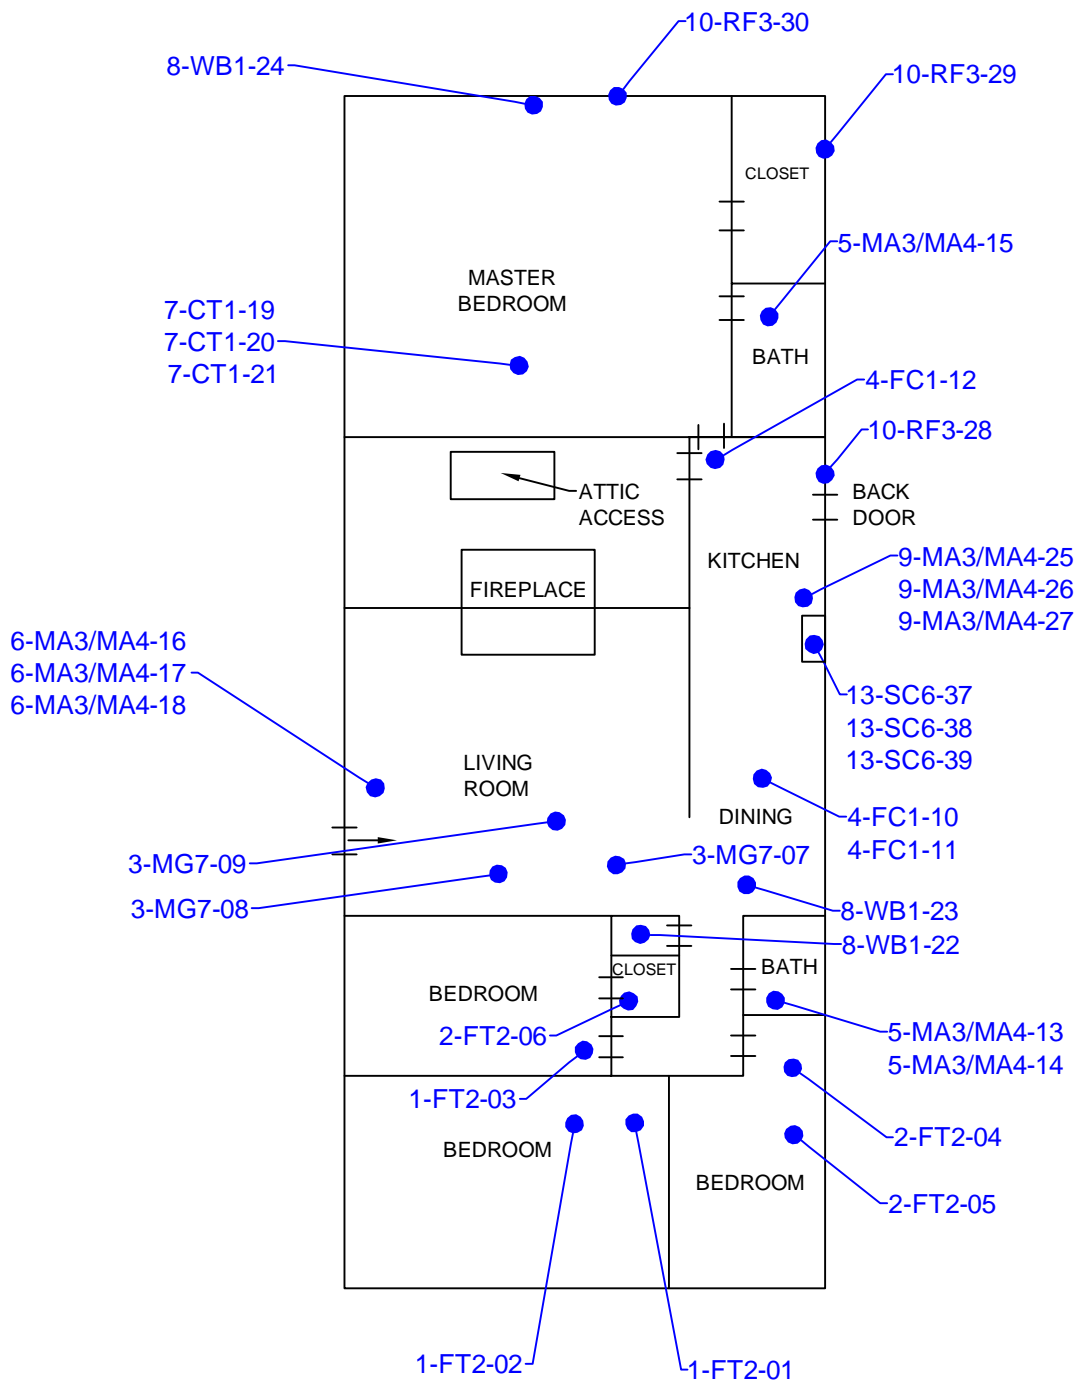 10-RF3-30
8-WB1-24
10-RF3-29
CLOSET
5-MA3/MA4-15
MASTER
BEDROOM
7-CT1-19
7-CT1-20
7-CT1-21
BATH
4-FC1-12
10-RF3-28
ATTIC
ACCESS
BACK
DOOR
KITCHEN
9-MA3/MA4-25
9-MA3/MA4-26
9-MA3/MA4-27
FIREPLACE
6-MA3/MA4-16
6-MA3/MA4-17
6-MA3/MA4-18
13-SC6-37
13-SC6-38
13-SC6-39
LIVING
ROOM
DINING
4-FC1-10
4-FC1-11
3-MG7-09
3-MG7-07
3-MG7-08
8-WB1-23
8-WB1-22
CLOSET
BATH
BEDROOM
2-FT2-06
5-MA3/MA4-13
5-MA3/MA4-14
1-FT2-03
2-FT2-04
BEDROOM
BEDROOM
2-FT2-05
1-FT2-02
1-FT2-01